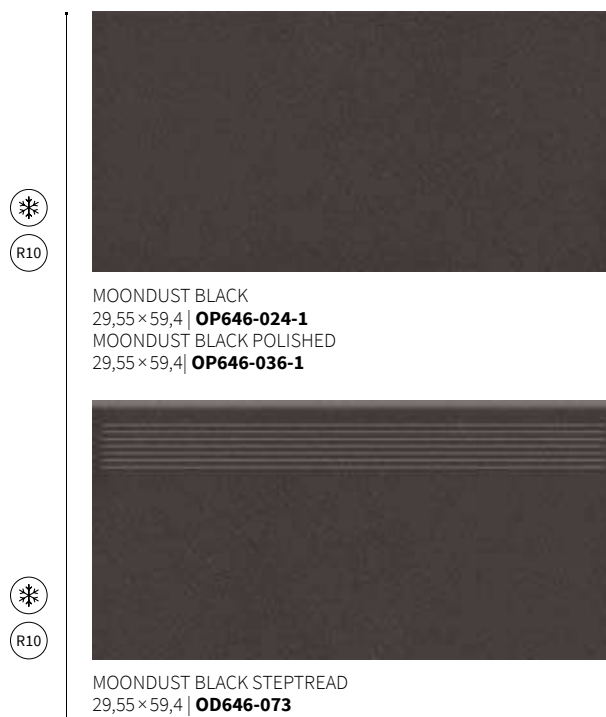 R10
MOONDUST BLACK
29,55 × 59,4 | OP646-024-1
MOONDUST BLACK POLISHED
29,55 × 59,4| OP646-036-1
R10
MOONDUST BLACK STEPTREAD
29,55 × 59,4 | OD646-073